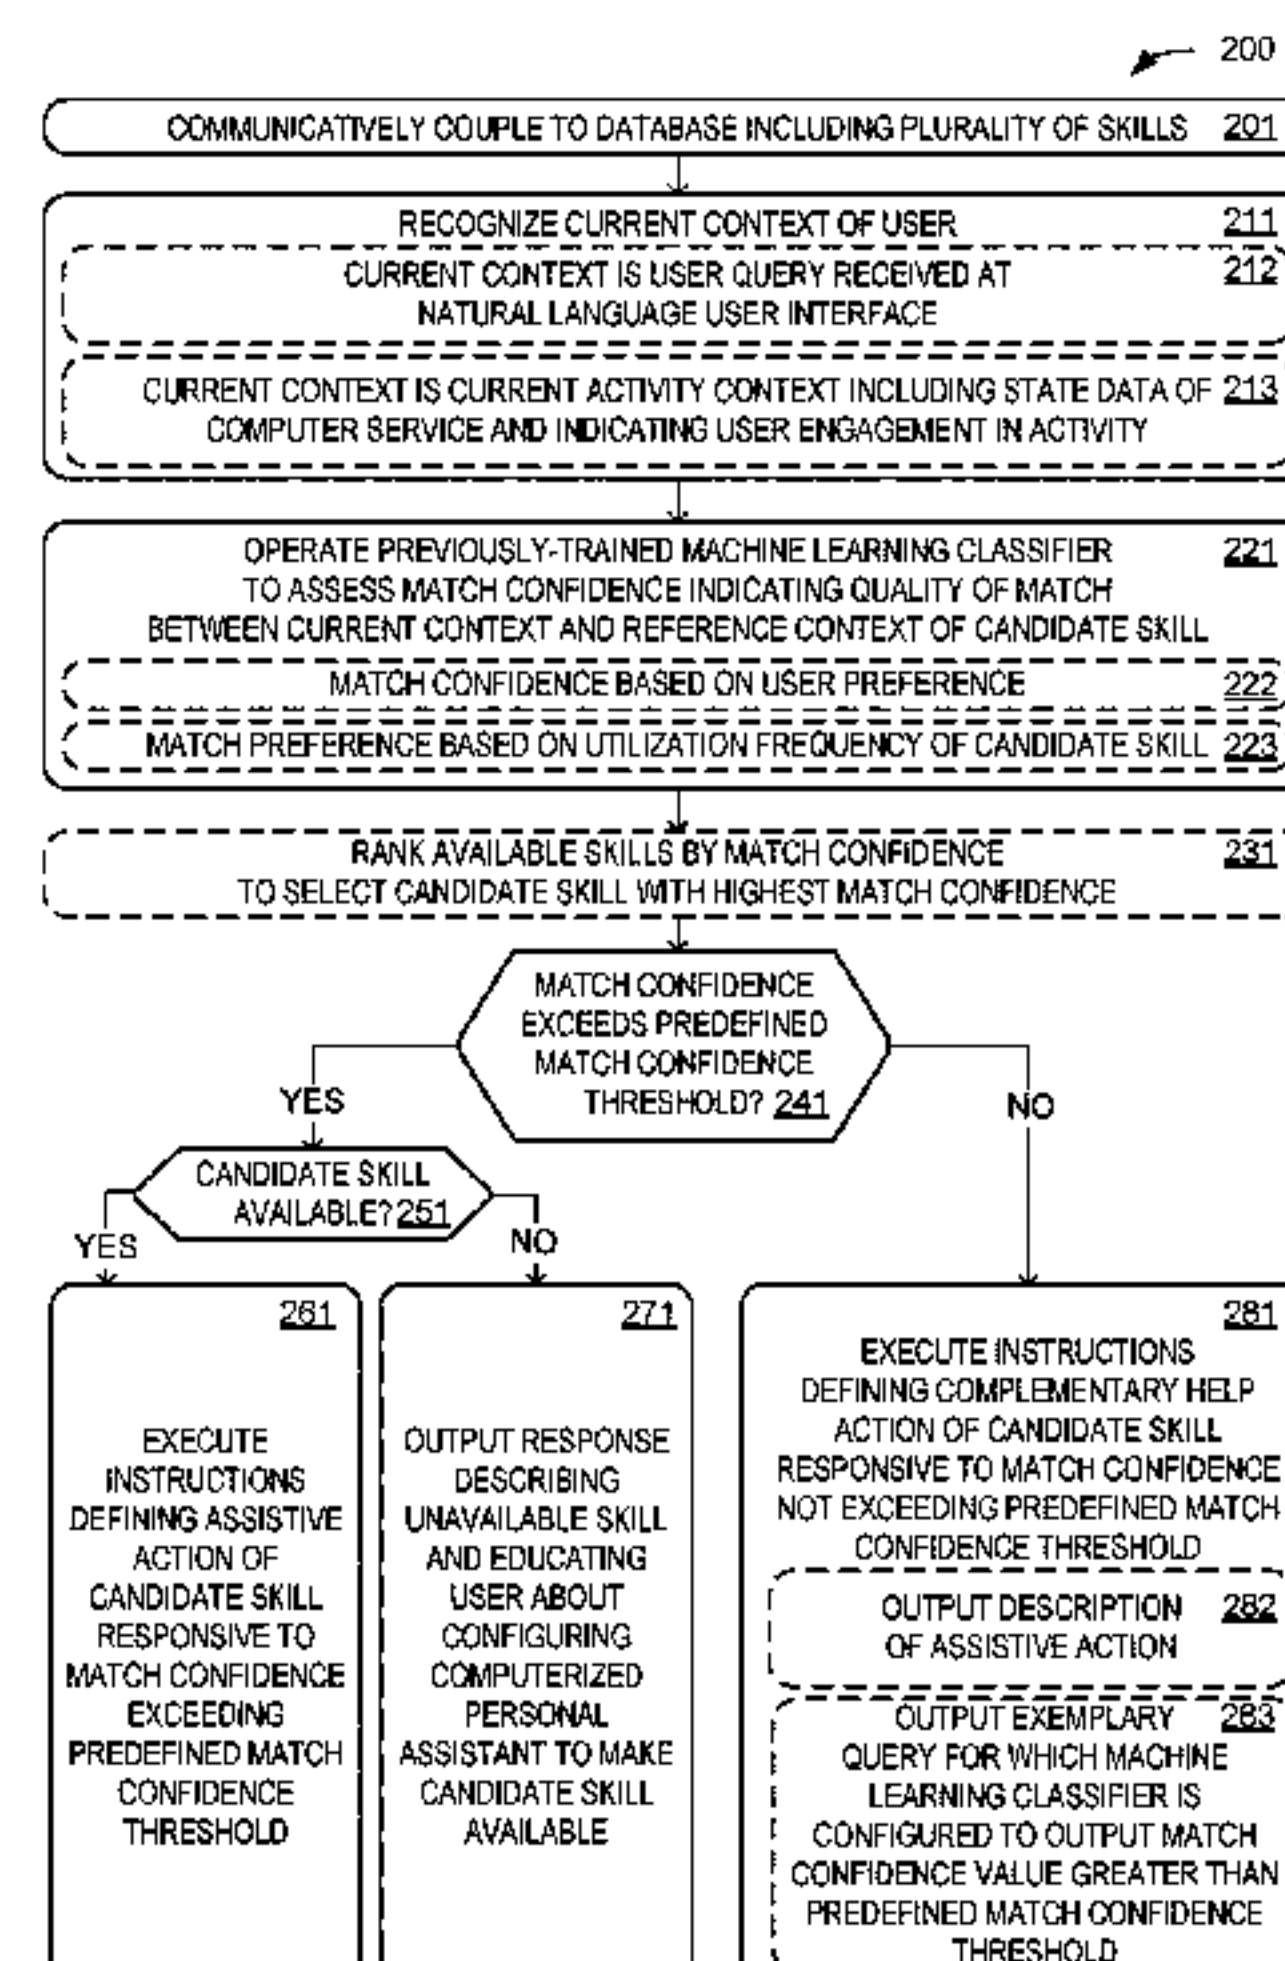 200
COMMUNICATIVELY COUPLE TO DATABASE INCLUDING PLURALITY OF SKILLS 201
RECOGNIZE CURRENT CONTEXT OF USER 211
CURRENT CONTEXT IS USER QUERY RECEIVED AT 212
NATURAL LANGUAGE USER INTERFACE
CURRENT CONTEXT IS CURRENT ACTIVITY CONTEXT INCLUDING STATE DATA OF 213
COMPUTER SERVICE AND INDICATING USER ENGAGEMENT IN ACTIVITY
OPERATE PREVIOUSLY-TRAINED MACHINE LEARNING CLASSIFIER 221
TO ASSESS MATCH CONFIDENCE INDICATING QUALITY OF MATCH
BETWEEN CURRENT CONTEXT AND REFERENCE CONTEXT OF CANDIDATE SKILL
MATCH CONFIDENCE BASED ON USER PREFERENCE 222
MATCH PREFERENCE BASED ON UTILIZATION FREQUENCY OF CANDIDATE SKILL 223
RANK AVAILABLE SKILLS BY MATCH CONFIDENCE 231
TO SELECT CANDIDATE SKILL WITH HIGHEST MATCH CONFIDENCE
MATCH CONFIDENCE
EXCEEDS PREDEFINED
MATCH CONFIDENCE
THRESHOLD? 241
YES
NO
CANDIDATE SKILL
AVAILABLE? 251
YES
NO
261
EXECUTE
INSTRUCTIONS
DEFINING ASSISTIVE
ACTION OF
CANDIDATE SKILL
RESPONSIVE TO
MATCH CONFIDENCE
EXCEEDING
PREDEFINED MATCH
CONFIDENCE
THRESHOLD
271
OUTPUT RESPONSE
DESCRIBING
UNAVAILABLE SKILL
AND EDUCATING
USER ABOUT
CONFIGURING
COMPUTERIZED
PERSONAL
ASSISTANT TO MAKE
CANDIDATE SKILL
AVAILABLE
281
EXECUTE INSTRUCTIONS
DEFINING COMPLEMENTARY HELP
ACTION OF CANDIDATE SKILL
RESPONSIVE TO MATCH CONFIDENCE
NOT EXCEEDING PREDEFINED MATCH
CONFIDENCE THRESHOLD
OUTPUT DESCRIPTION 282
OF ASSISTIVE ACTION
OUTPUT EXEMPLARY 283
QUERY FOR WHICH MACHINE
LEARNING CLASSIFIER IS
CONFIGURED TO OUTPUT MATCH
CONFIDENCE VALUE GREATER THAN
PREDEFINED MATCH CONFIDENCE
THRESHOLD